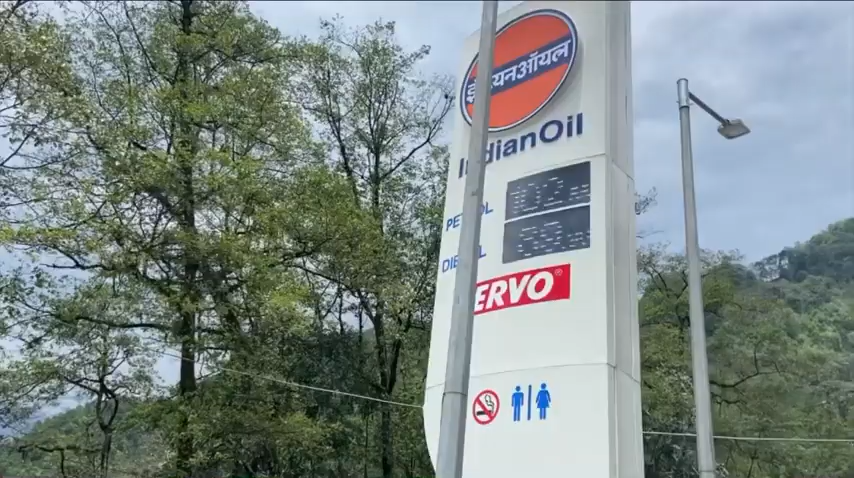 यनऑयल
IndianOil
PETROL
DIESEL
SERVO®